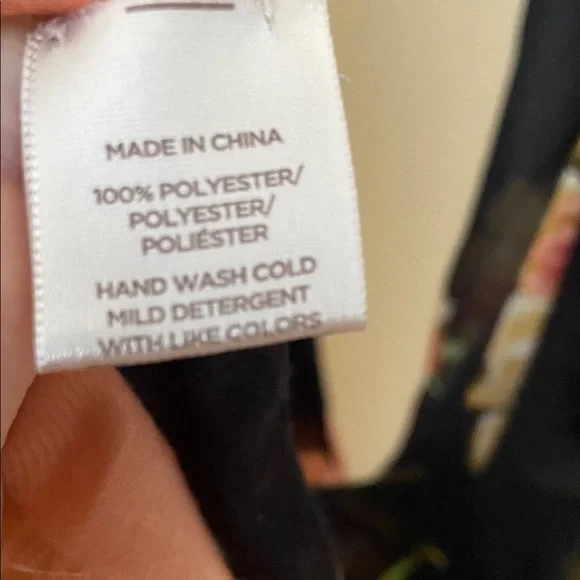 MADE IN CHINA
100% POLYESTER/
POLYESTER/
POLIÉSTER
HAND WASH COLD
MILD DETERGENT
WITH LIKE COLORS